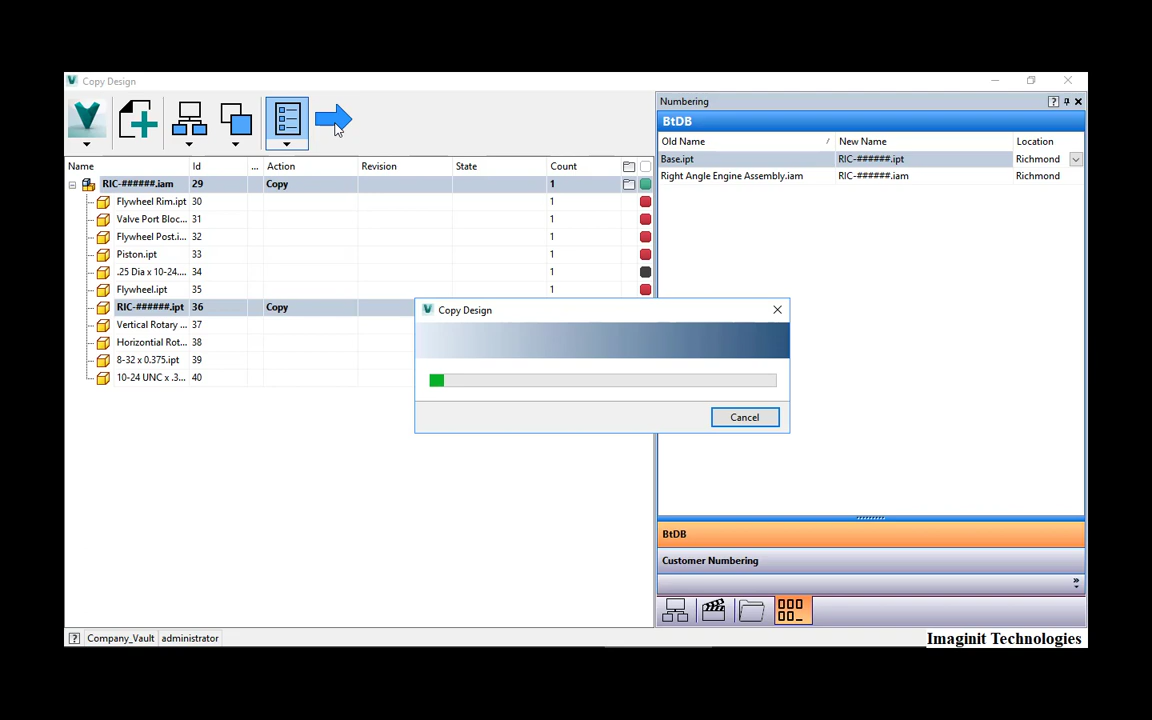 Copy Design
Name Id ... Action Revision State Count
RIC-######.iam 29 Copy 1
Flywheel Rim.ipt 30 1
Valve Port Bloc... 31 1
Flywheel Post.i... 32 1
Piston.ipt 33 1
.25 Dia x 10-24.... 34 1
Flywheel.ipt 35 1
RIC-######.ipt 36 Copy
Vertical Rotary ... 37
Horizontial Rot... 38
8-32 x 0.375.ipt 39
10-24 UNC x .3... 40
Numbering
BtDB
Old Name / New Name Location
Base.ipt RIC-######.ipt Richmond
Right Angle Engine Assembly.iam RIC-######.iam Richmond
Copy Design
Cancel
BtDB
Customer Numbering
? Company_Vault administrator
Imaginit Technologies